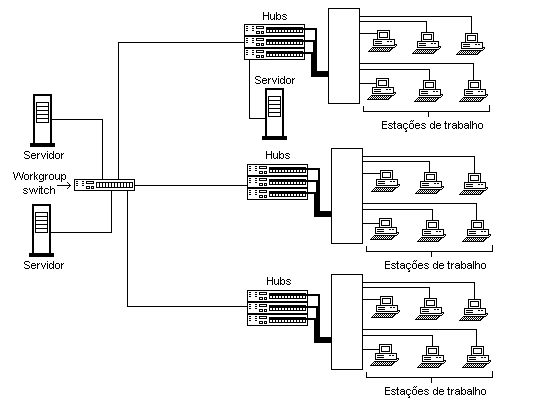 Hubs
Servidor
Estações de trabalho
Servidor
Hubs
Workgroup
switch
Servidor
Estações de trabalho
Hubs
Estações de trabalho